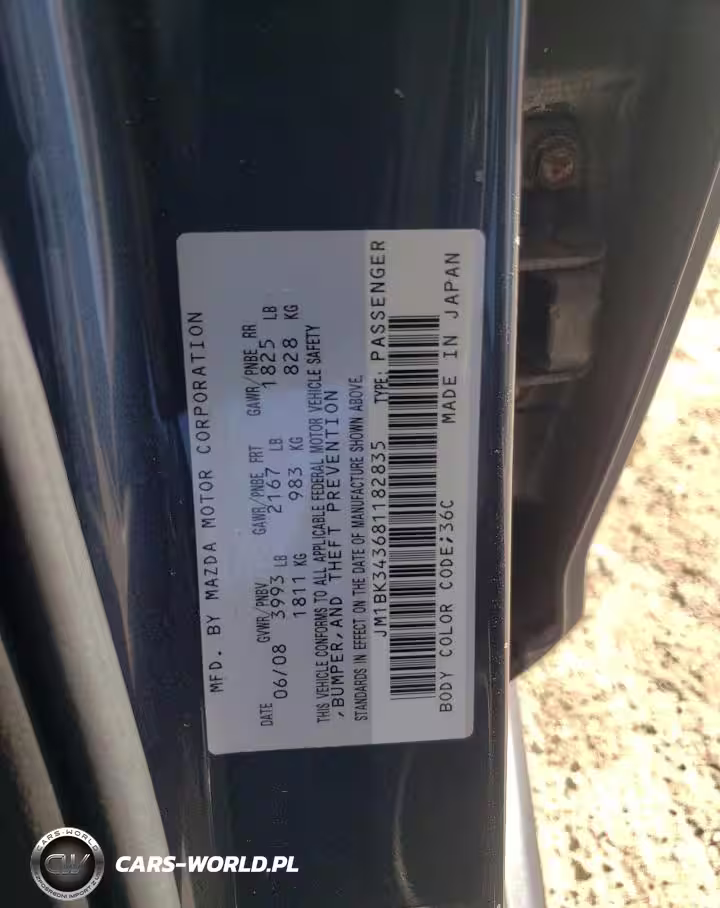 MFD. BY MAZDA MOTOR CORPORATION
DATE GVWR/PNBV GAWR/PNBE FRT GAWR/PNBE RR
06/08 3993 LB 2167 LB 1825 LB
1811 KG 983 KG 828 KG
THIS VEHICLE CONFORMS TO ALL APPLICABLE FEDERAL MOTOR VEHICLE SAFETY
,BUMPER,AND THEFT PREVENTION
STANDARDS IN EFFECT ON THE DATE OF MANUFACTURE SHOWN ABOVE.
JM1BK343681182835 TYPE: PASSENGER
BODY COLOR CODE;36C MADE IN JAPAN
CARS-WORLD
CW
CARS-WORLD.PL